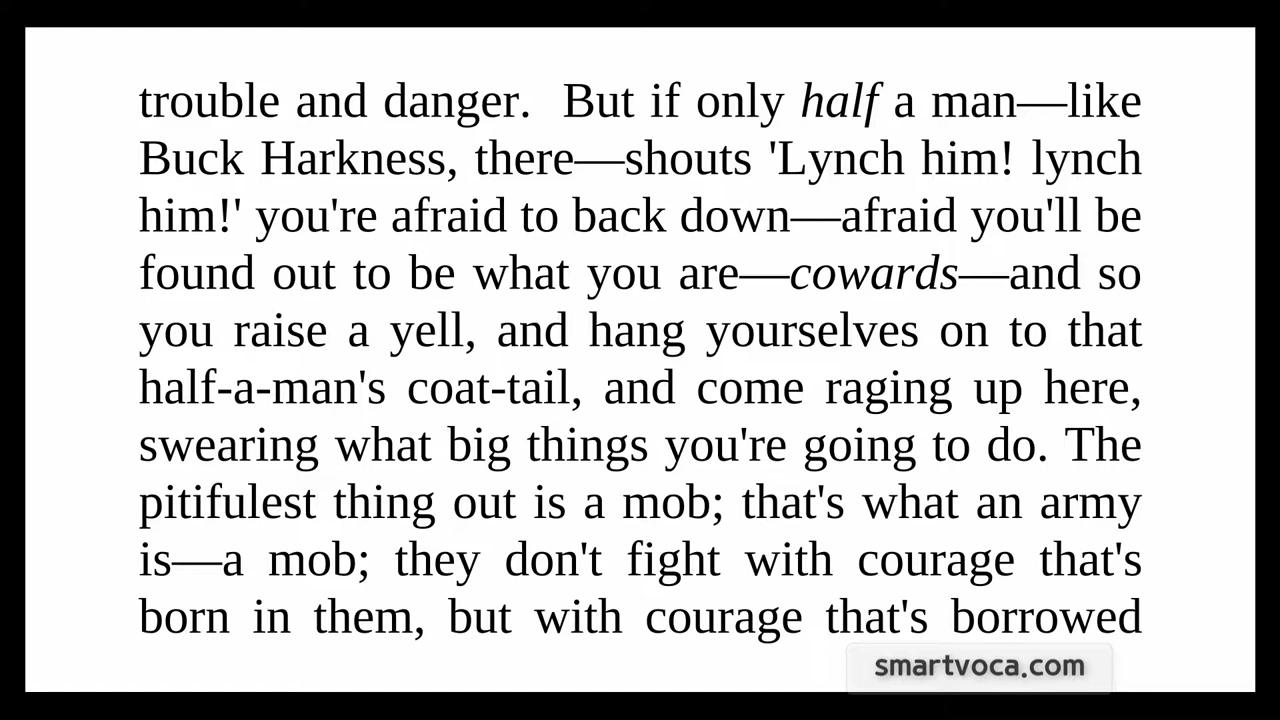 trouble and danger.  But if only half a man—like
Buck Harkness, there—shouts 'Lynch him! lynch
him!' you're afraid to back down—afraid you'll be
found out to be what you are—cowards—and so
you raise a yell, and hang yourselves on to that
half-a-man's coat-tail, and come raging up here,
swearing what big things you're going to do. The
pitifulest thing out is a mob; that's what an army
is—a mob; they don't fight with courage that's
born in them, but with courage that's borrowed
smartvoca.com